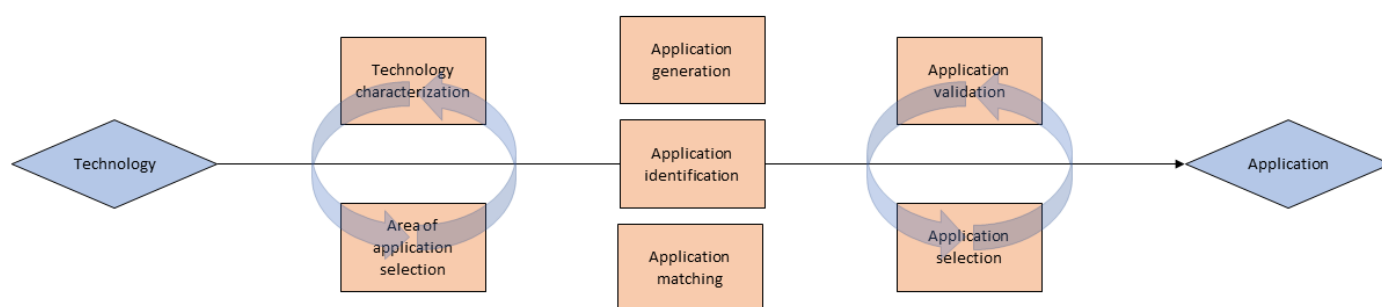 Technology
Technology
characterization
Area of
application
selection
Application
generation
Application
identification
Application
matching
Application
validation
Application
selection
Application